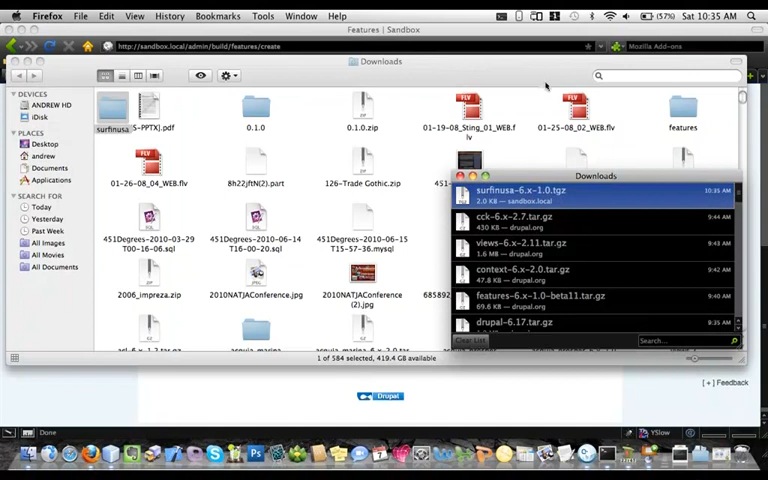 Firefox File Edit View History Bookmarks Tools Window Help
(57%) Sat 10:35 AM
Features | Sandbox
http://sandbox.local/admin/build/features/create
Mozilla Add-ons
Downloads
DEVICES
ANDREW HD
iDisk
PLACES
Desktop
andrew
Documents
Applications
SEARCH FOR
Today
Yesterday
Past Week
All Images
All Movies
All Documents
surfinusa
S-PPTX].pdf
0.1.0
0.1.0.zip
01-19-08_Sting_01_WEB.f
lv
01-25-08_02_WEB.flv
features
01-26-08_04_WEB.flv
8h22jftN(2).part
126-Trade Gothic.zip
451Degrees-2010-03-29
T00-16-06.sql
451Degrees-2010-06-14
T16-00-20.sql
451Degrees-2010-06-15
T15-57-36.mysql
2006_impreza.zip
2010NATJAConference.jpg
2010NATJAConference
(2).jpg
Downloads
surfinusa-6.x-1.0.tgz
10:35 AM
2.0 KB — sandbox.local
cck-6.x-2.7.tar.gz
9:44 AM
430 KB — drupal.org
views-6.x-2.11.tar.gz
9:43 AM
1.6 MB — drupal.org
context-6.x-2.0.tar.gz
9:42 AM
47.8 KB — drupal.org
features-6.x-1.0-beta11.tar.gz
9:40 AM
69.6 KB — drupal.org
drupal-6.17.tar.gz
9:35 AM
Clear List
Search...
1 of 584 selected, 419.4 GB available
Drupal
[+] Feedback
Done
YSlow